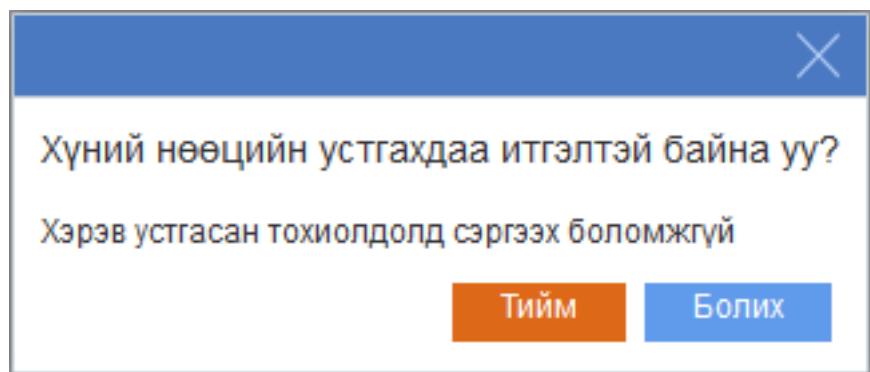 Хүний нөөцийн устгахдаа итгэлтэй байна уу?
Хэрэв устгасан тохиолдолд сэргээх боломжгүй
Тийм Болих